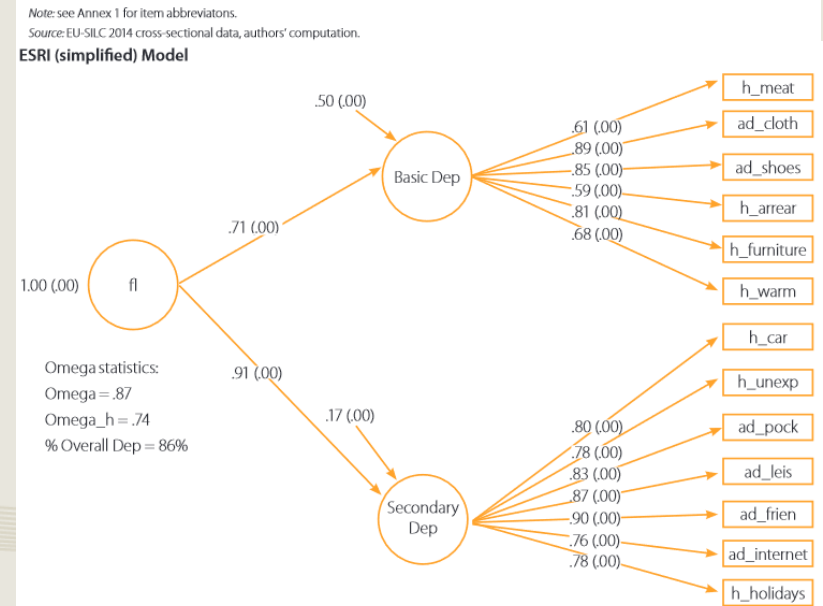 Note: see Annex 1 for item abbreviatons.
Source: EU-SILC 2014 cross-sectional data, authors' computation.
ESRI (simplified) Model
.50 (.00)
Basic Dep
.71 (.00)
1.00 (.00)
fl
.91 (.00)
.17 (.00)
Secondary
Dep
Omega statistics:
Omega = .87
Omega_h = .74
% Overall Dep = 86%
.61 (.00)
.89 (.00)
.85 (.00)
.59 (.00)
.81 (.00)
.68 (.00)
h_meat
ad_cloth
ad_shoes
h_arrear
h_furniture
h_warm
.80 (.00)
.78 (.00)
.83 (.00)
.87 (.00)
.90 (.00)
.76 (.00)
.78 (.00)
h_car
h_unexp
ad_pock
ad_leis
ad_frien
ad_internet
h_holidays